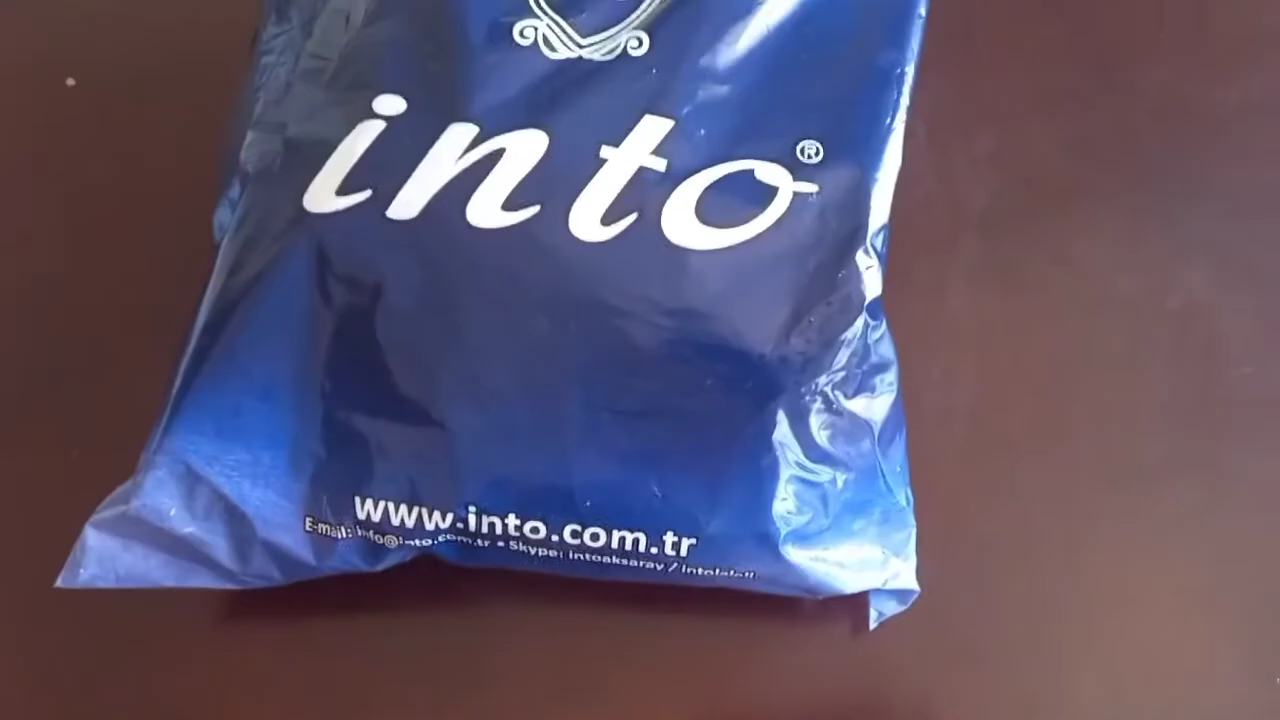 into®
www.into.com.tr
E-mail: info@into.com.tr • Skype: intoaksaray /